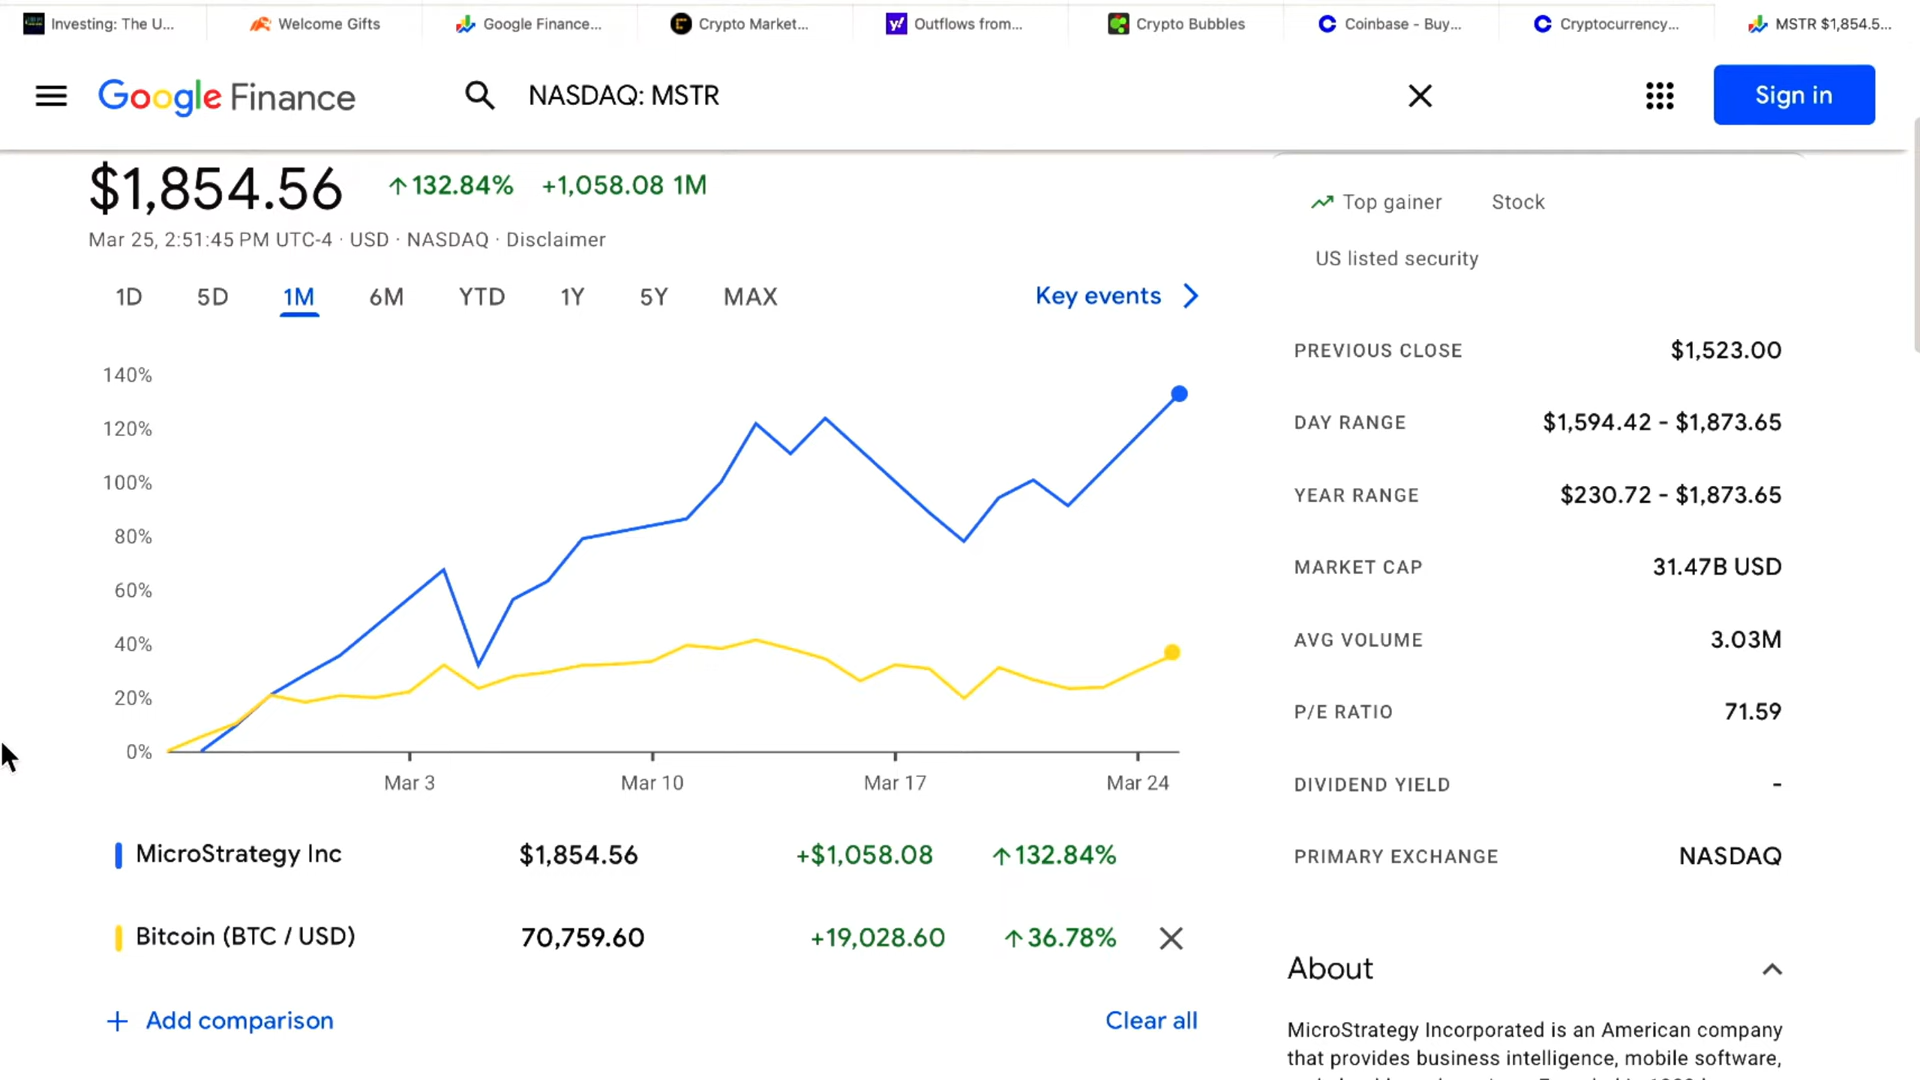 Investing: The U...
Welcome Gifts
Google Finance...
Crypto Market...
Outflows from...
Crypto Bubbles
Coinbase - Buy...
Cryptocurrency...
MSTR $1,854.5...
Google Finance
NASDAQ: MSTR
Sign in
$1,854.56 ↑132.84% +1,058.08 1M
Mar 25, 2:51:45 PM UTC-4 · USD · NASDAQ · Disclaimer
1D 5D 1M 6M YTD 1Y 5Y MAX
Key events
140%
120%
100%
80%
60%
40%
20%
0%
Mar 3 Mar 10 Mar 17 Mar 24
MicroStrategy Inc $1,854.56 +$1,058.08 ↑132.84%
Bitcoin (BTC / USD) 70,759.60 +19,028.60 ↑36.78%
+ Add comparison
Clear all
Top gainer Stock
US listed security
PREVIOUS CLOSE $1,523.00
DAY RANGE $1,594.42 - $1,873.65
YEAR RANGE $230.72 - $1,873.65
MARKET CAP 31.47B USD
AVG VOLUME 3.03M
P/E RATIO 71.59
DIVIDEND YIELD -
PRIMARY EXCHANGE NASDAQ
About
MicroStrategy Incorporated is an American company
that provides business intelligence, mobile software,